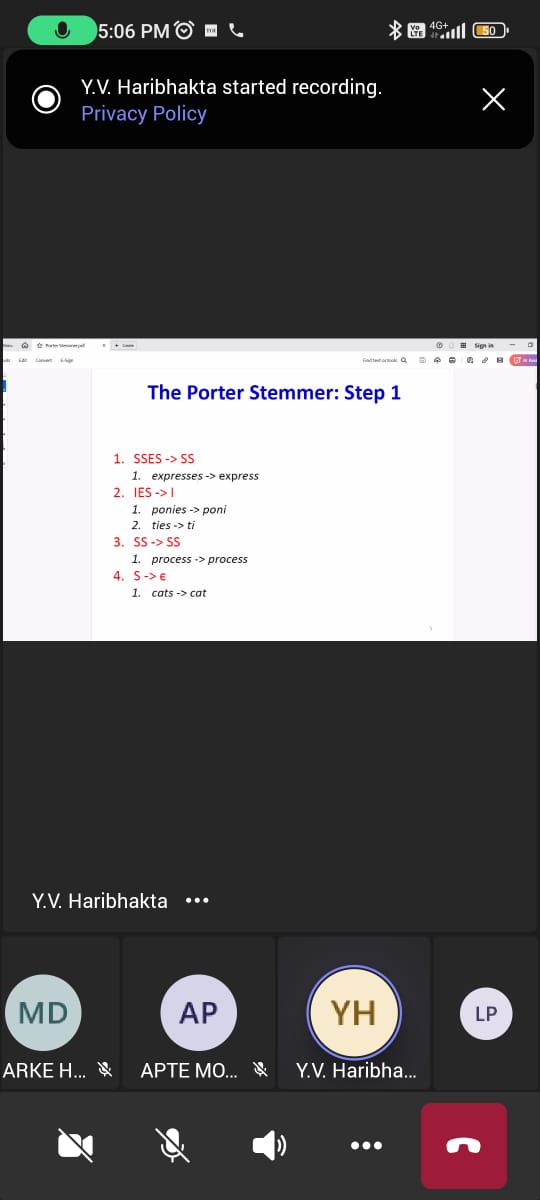 5:06 PM
Vo LTE 4G+ 50
Y.V. Haribhakta started recording.
Privacy Policy
Porter Stemmer.pdf + Create Sign in
Edit Convert E-Sign Find text or tools
The Porter Stemmer: Step 1
1. SSES -> SS
1. expresses -> express
2. IES -> I
1. ponies -> poni
2. ties -> ti
3. SS -> SS
1. process -> process
4. S-> ϵ
1. cats -> cat
Y.V. Haribhakta
MD AP YH LP
ARKE H... APTE MO... Y.V. Haribha...